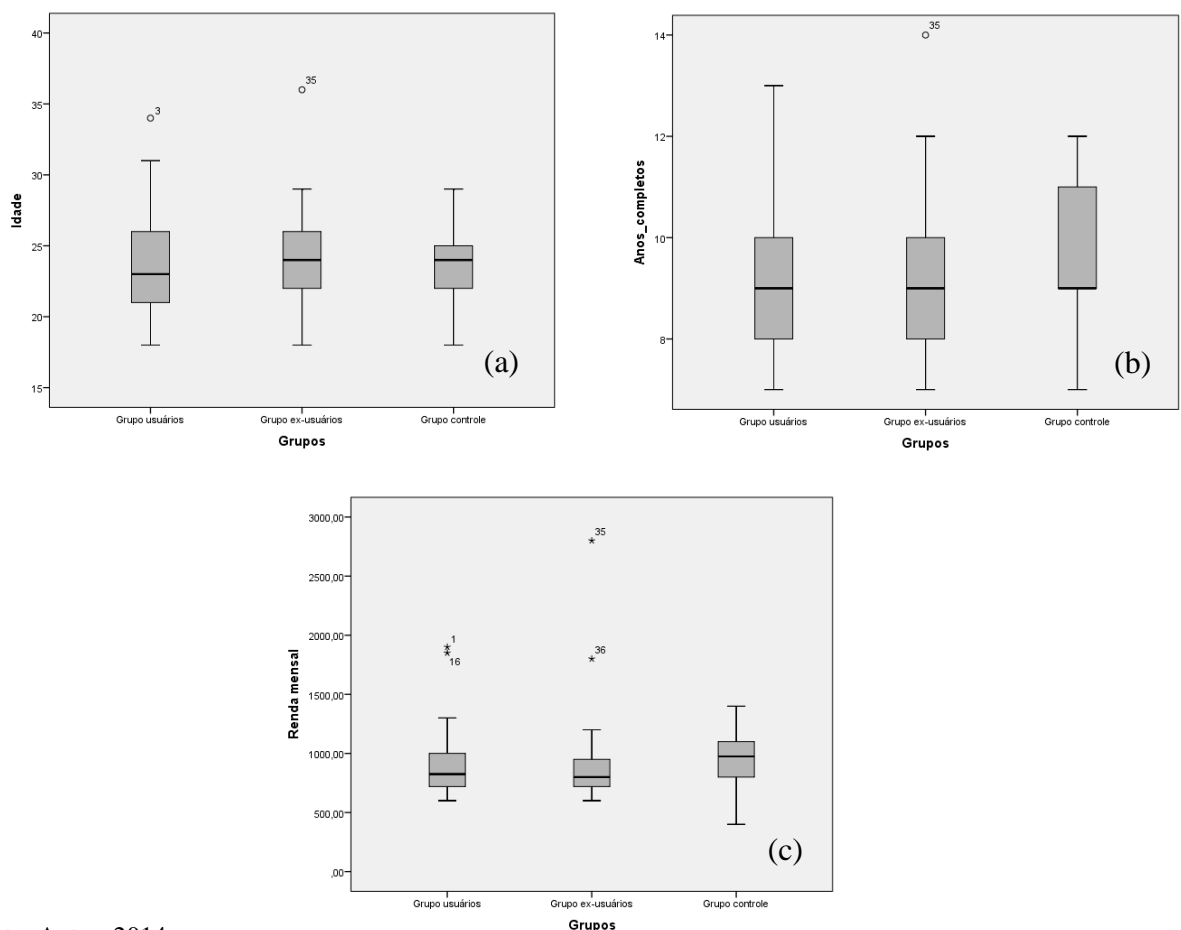 40
35
30
25
20
15
Idade
3
35
(a)
Grupo usuários
Grupo ex-usuários
Grupo controle
Grupos
14
12
10
8
Anos_completos
35
(b)
Grupo usuários
Grupo ex-usuários
Grupo controle
Grupos
3000,00
2500,00
2000,00
1500,00
1000,00
500,00
,00
Renda mensal
35
1
16
36
(c)
Grupo usuários
Grupo ex-usuários
Grupo controle
Grupos
2014